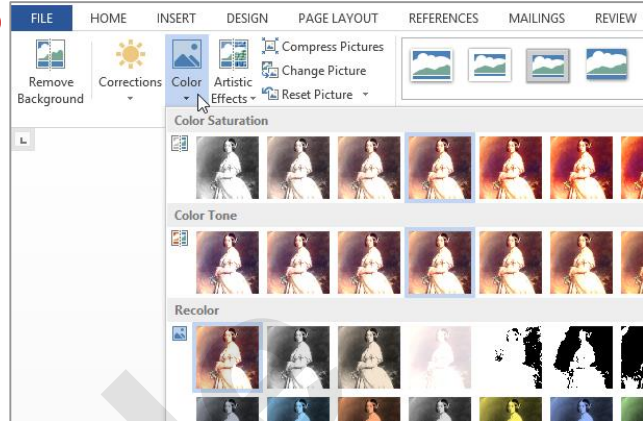 FILE HOME INSERT DESIGN PAGE LAYOUT REFERENCES MAILINGS REVIEW
Remove Background
Corrections
Color
Artistic Effects
Compress Pictures
Change Picture
Reset Picture
Color Saturation
Color Tone
Recolor